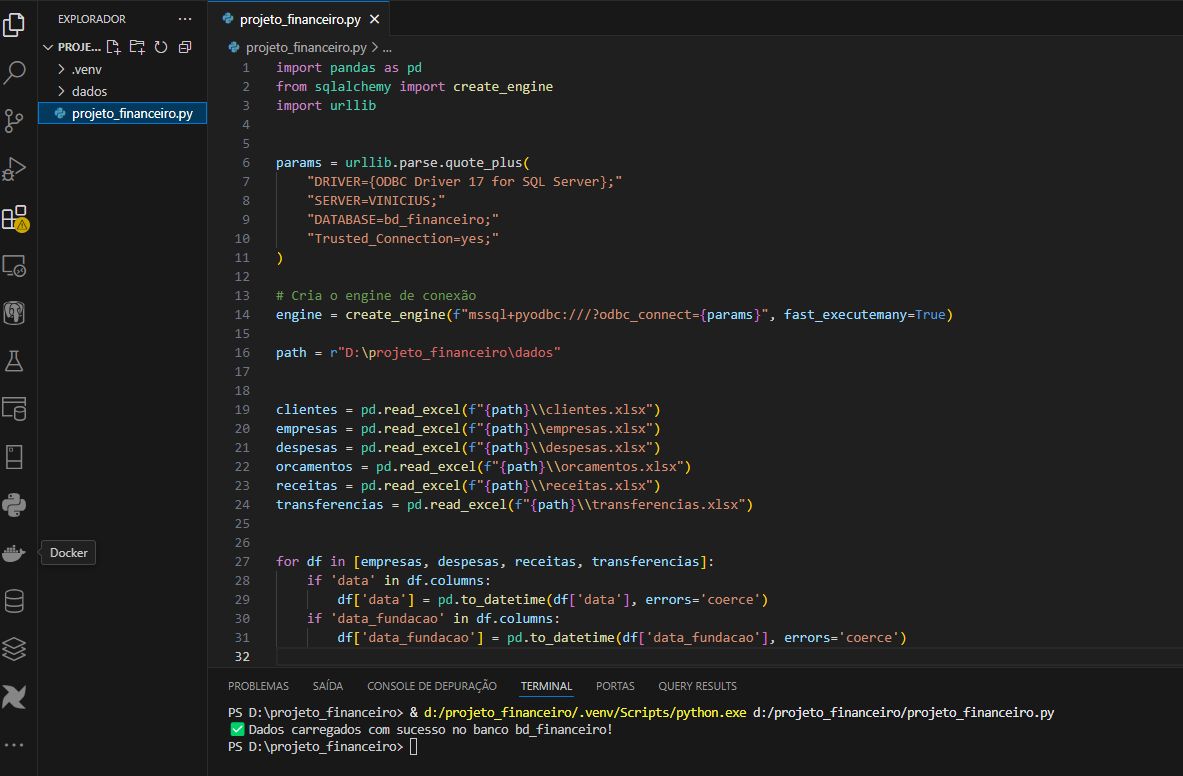 EXPLORADOR
PROJE...
.venv
dados
projeto_financeiro.py
projeto_financeiro.py
projeto_financeiro.py > ...
1 import pandas as pd
2 from sqlalchemy import create_engine
3 import urllib
4
5
6 params = urllib.parse.quote_plus(
7 "DRIVER={ODBC Driver 17 for SQL Server};"
8 "SERVER=VINICIUS;"
9 "DATABASE=bd_financeiro;"
10 "Trusted_Connection=yes;"
11 )
12
13 # Cria o engine de conexão
14 engine = create_engine(f"mssql+pyodbc:///?odbc_connect={params}", fast_executemany=True)
15
16 path = r"D:\projeto_financeiro\dados"
17
18
19 clientes = pd.read_excel(f"{path}\\clientes.xlsx")
20 empresas = pd.read_excel(f"{path}\\empresas.xlsx")
21 despesas = pd.read_excel(f"{path}\\despesas.xlsx")
22 orcamentos = pd.read_excel(f"{path}\\orcamentos.xlsx")
23 receitas = pd.read_excel(f"{path}\\receitas.xlsx")
24 transferencias = pd.read_excel(f"{path}\\transferencias.xlsx")
25
26
27 for df in [empresas, despesas, receitas, transferencias]:
28 if 'data' in df.columns:
29 df['data'] = pd.to_datetime(df['data'], errors='coerce')
30 if 'data_fundacao' in df.columns:
31 df['data_fundacao'] = pd.to_datetime(df['data_fundacao'], errors='coerce')
32
Docker
PROBLEMAS SAÍDA CONSOLE DE DEPURAÇÃO TERMINAL PORTAS QUERY RESULTS
PS D:\projeto_financeiro> & d:/projeto_financeiro/.venv/Scripts/python.exe d:/projeto_financeiro/projeto_financeiro.py
✅ Dados carregados com sucesso no banco bd_financeiro!
PS D:\projeto_financeiro>